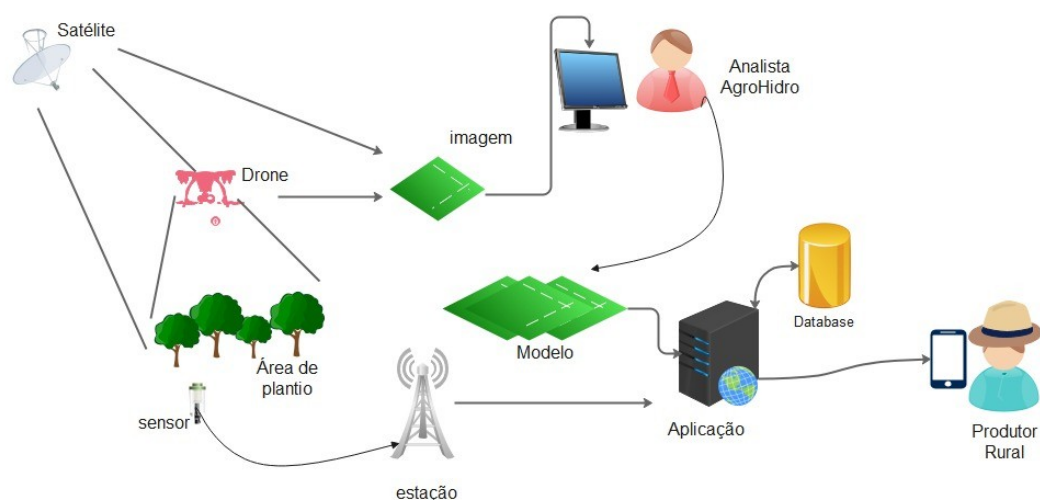 Satélite
Analista
AgroHidro
imagem
Drone
Database
Modelo
Área de
plantio
sensor
Aplicação
Produtor
Rural
estação